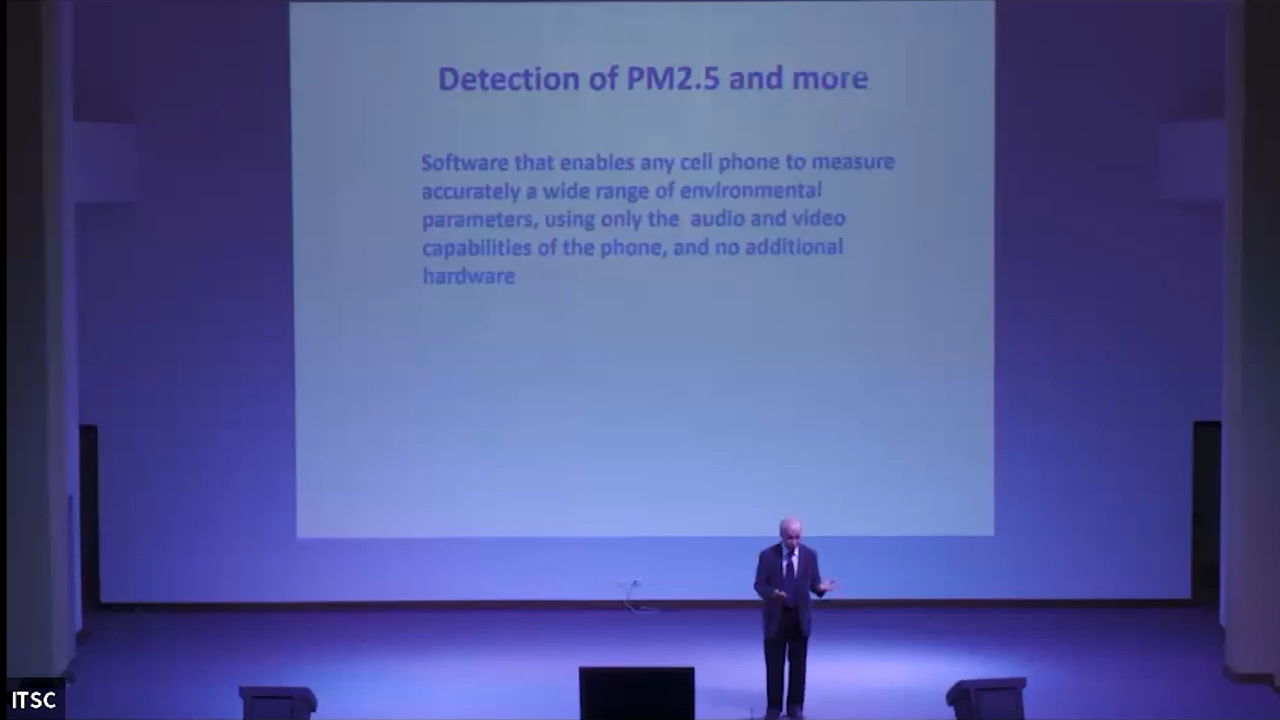 Detection of PM2.5 and more
Software that enables any cell phone to measure
accurately a wide range of environmental
parameters, using only the audio and video
capabilities of the phone, and no additional
hardware
ITSC